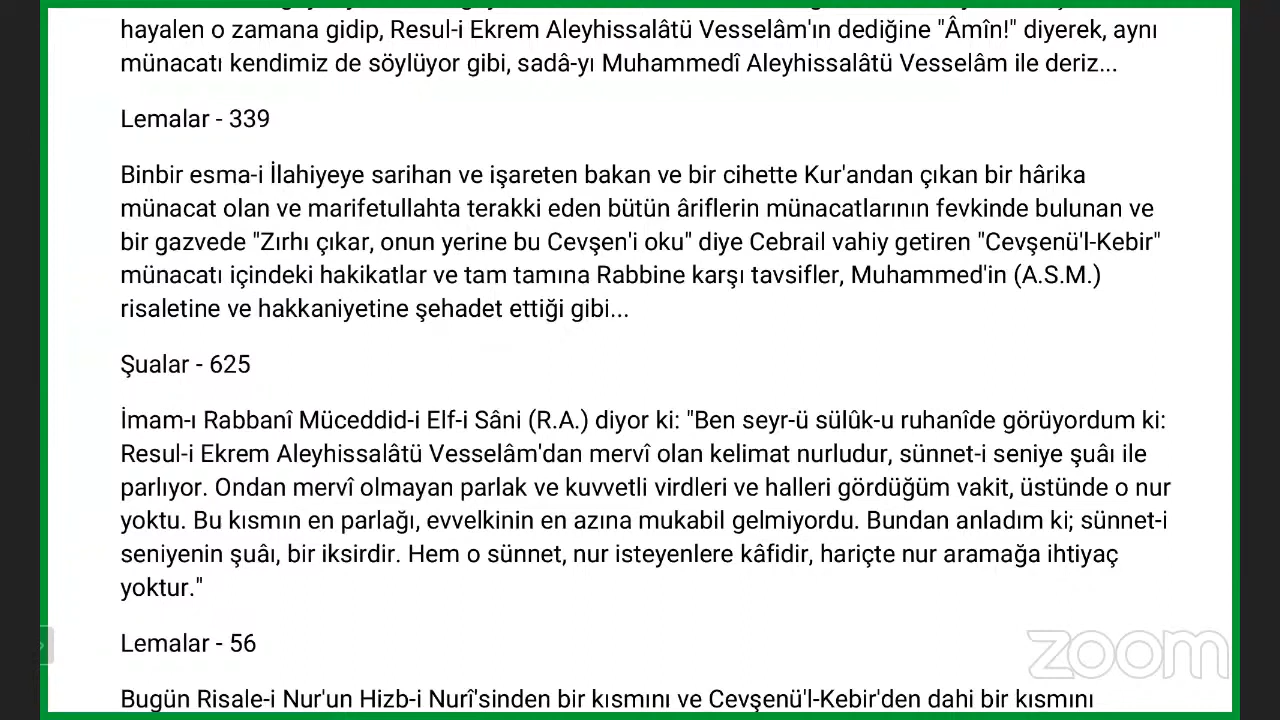 hayalen o zamana gidip, Resul-i Ekrem Aleyhissalâtü Vesselâm'ın dediğine "Âmîn!" diyerek, aynı
münacatı kendimiz de söylüyor gibi, sadâ-yı Muhammedî Aleyhissalâtü Vesselâm ile deriz...
Lemalar - 339
Binbir esma-i İlahiyeye sarihan ve işareten bakan ve bir cihette Kur'andan çıkan bir hârika
münacat olan ve marifetullahta terakki eden bütün âriflerin münacatlarının fevkinde bulunan ve
bir gazvede "Zırhı çıkar, onun yerine bu Cevşen'i oku" diye Cebrail vahiy getiren "Cevşenü'l-Kebir"
münacatı içindeki hakikatlar ve tam tamına Rabbine karşı tavsifler, Muhammed'in (A.S.M.)
risaletine ve hakkaniyetine şehadet ettiği gibi...
Şualar - 625
İmam-ı Rabbanî Müceddid-i Elf-i Sâni (R.A.) diyor ki: "Ben seyr-ü sülûk-u ruhanîde görüyordum ki:
Resul-i Ekrem Aleyhissalâtü Vesselâm'dan mervî olan kelimat nurludur, sünnet-i seniye şuâı ile
parlıyor. Ondan mervî olmayan parlak ve kuvvetli virdleri ve halleri gördüğüm vakit, üstünde o nur
yoktu. Bu kısmın en parlağı, evvelkinin en azına mukabil gelmiyordu. Bundan anladım ki; sünnet-i
seniyenin şuâı, bir iksirdir. Hem o sünnet, nur isteyenlere kâfidir, hariçte nur aramağa ihtiyaç
yoktur."
Lemalar - 56
zoom
Bugün Risale-i Nur'un Hizb-i Nurî'sinden bir kısmını ve Cevşenü'l-Kebir'den dahi bir kısmını